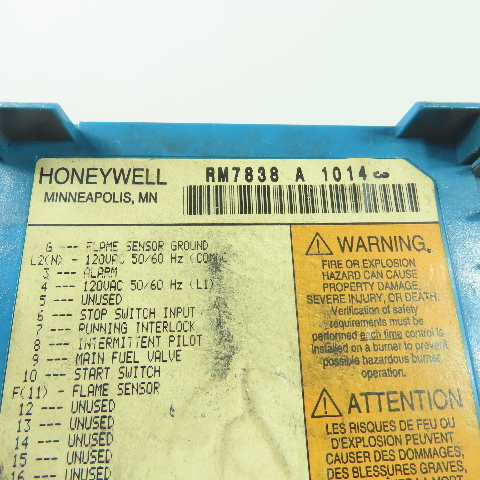 HONEYWELL
MINNEAPOLIS, MN
RM7838 A 1014
G --- FLAME SENSOR GROUND
L2(N) - 120VAC 50/60 Hz (COM)
3 --- ALARM
4 --- 120VAC 50/60 Hz (L1)
5 --- UNUSED
6 --- STOP SWITCH INPUT
7 --- RUNNING INTERLOCK
8 --- INTERMITTENT PILOT
9 --- MAIN FUEL VALVE
10 --- START SWITCH
F(11) - FLAME SENSOR
12 --- UNUSED
13 --- UNUSED
14 --- UNUSED
15 --- UNUSED
16 --- UNUSED
WARNING.
FIRE OR EXPLOSION
HAZARD CAN CAUSE
PROPERTY DAMAGE,
SEVERE INJURY, OR DEATH.
Verification of safety
requirements must be
performed each time control is
installed on a burner to prevent
possible hazardous burner
operation.
ATTENTION
LES RISQUES DE FEU OU
D'EXPLOSION PEUVENT
CAUSER DES DOMMAGES,
DES BLESSURES GRAVES,